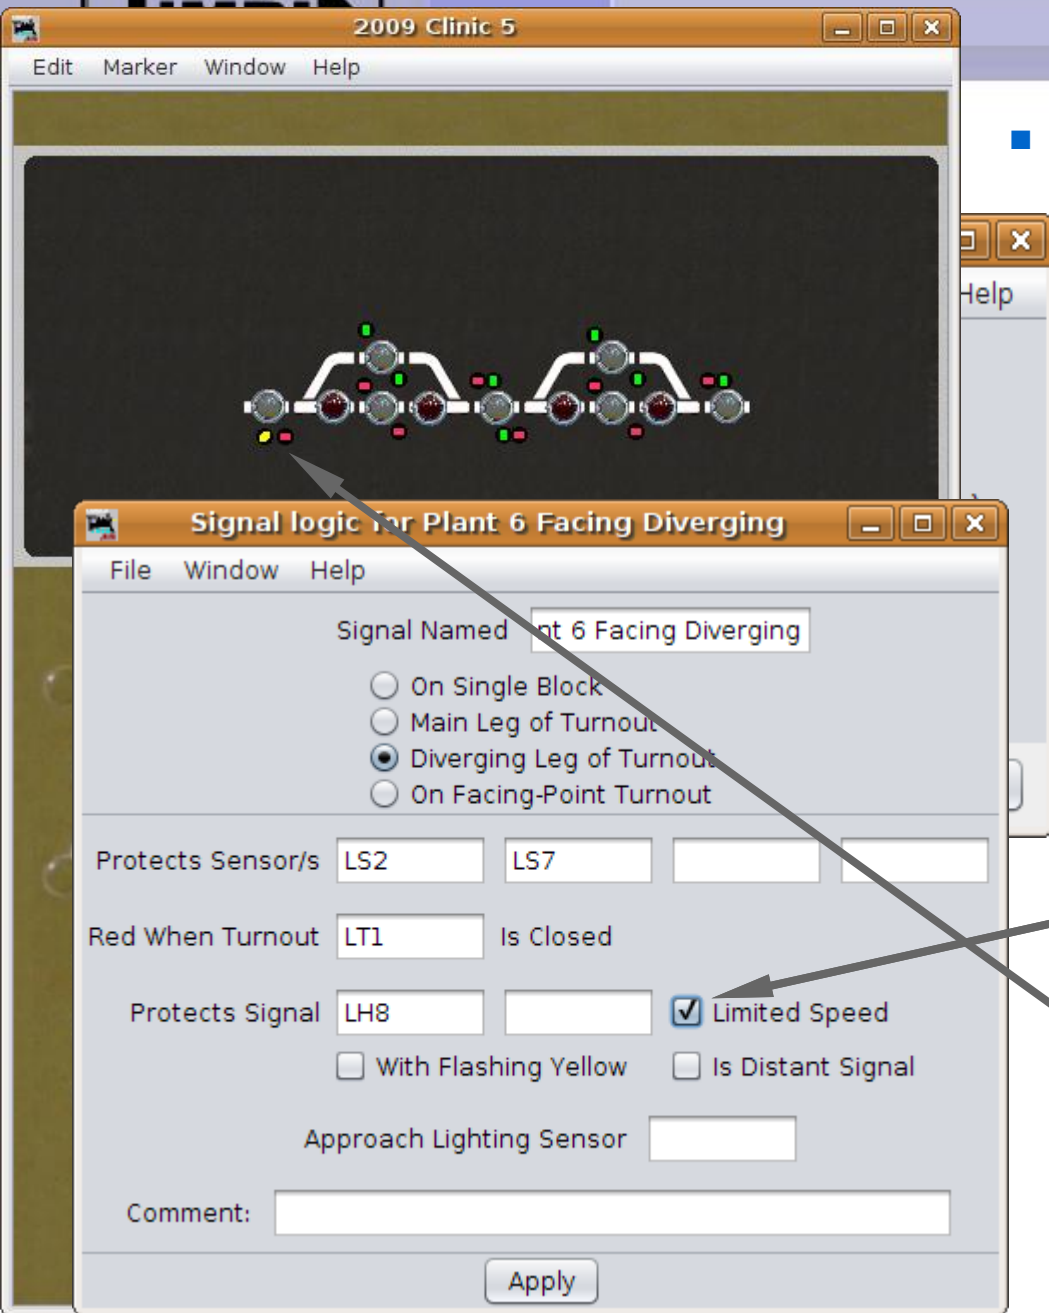 2009 Clinic 5
Edit Marker Window Help
Help
Signal logic for Plant 6 Facing Diverging
File Window Help
Signal Named nt 6 Facing Diverging
On Single Block
Main Leg of Turnout
Diverging Leg of Turnout
On Facing-Point Turnout
Protects Sensor/s LS2 LS7
Red When Turnout LT1 Is Closed
Protects Signal LH8 Limited Speed
With Flashing Yellow Is Distant Signal
Approach Lighting Sensor
Comment:
Apply